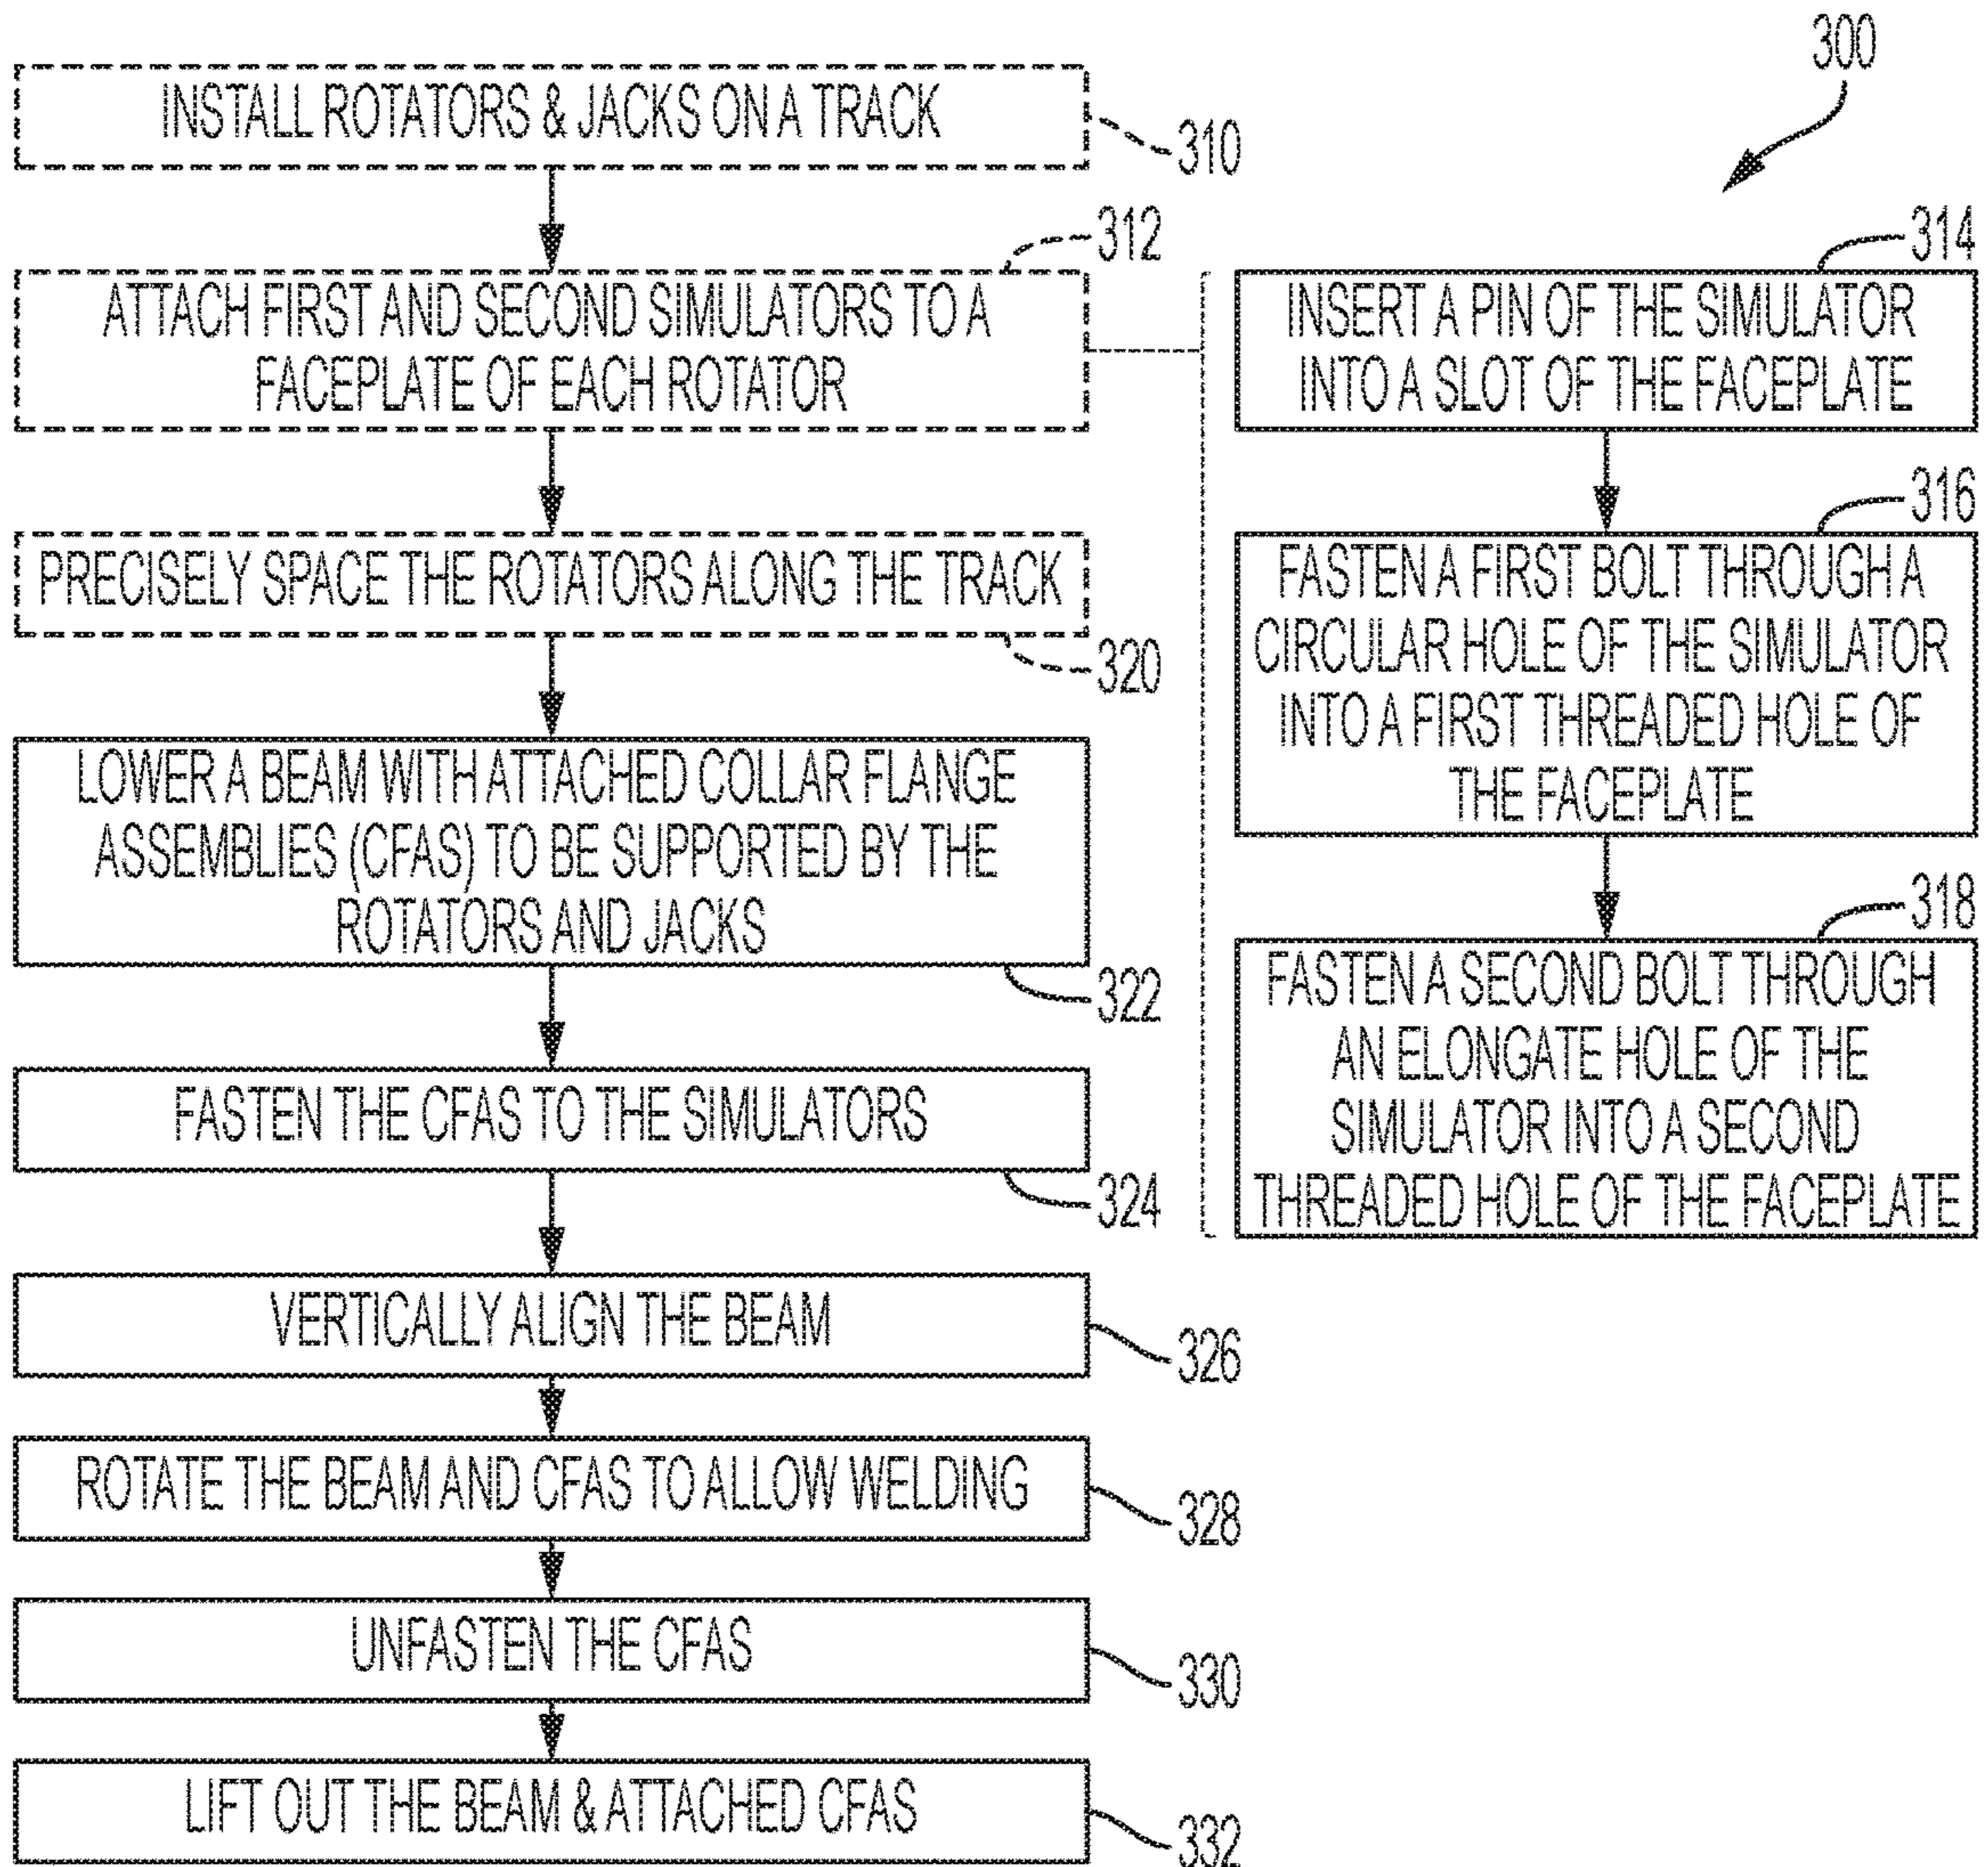 300
INSTALL ROTATORS & JACKS ON A TRACK
310
312
ATTACH FIRST AND SECOND SIMULATORS TO A
FACEPLATE OF EACH ROTATOR
314
INSERT A PIN OF THE SIMULATOR
INTO A SLOT OF THE FACEPLATE
316
FASTEN A FIRST BOLT THROUGH A
CIRCULAR HOLE OF THE SIMULATOR
INTO A FIRST THREADED HOLE OF
THE FACEPLATE
318
FASTEN A SECOND BOLT THROUGH
AN ELONGATE HOLE OF THE
SIMULATOR INTO A SECOND
THREADED HOLE OF THE FACEPLATE
PRECISELY SPACE THE ROTATORS ALONG THE TRACK
320
LOWER A BEAM WITH ATTACHED COLLAR FLANGE
ASSEMBLIES (CFAS) TO BE SUPPORTED BY THE
ROTATORS AND JACKS
322
FASTEN THE CFAS TO THE SIMULATORS
324
VERTICALLY ALIGN THE BEAM
326
ROTATE THE BEAM AND CFAS TO ALLOW WELDING
328
UNFASTEN THE CFAS
330
LIFT OUT THE BEAM & ATTACHED CFAS
332